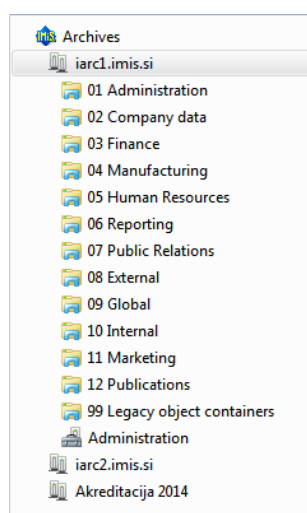 Archives
iarc1.imis.si
01 Administration
02 Company data
03 Finance
04 Manufacturing
05 Human Resources
06 Reporting
07 Public Relations
08 External
09 Global
10 Internal
11 Marketing
12 Publications
99 Legacy object containers
Administration
iarc2.imis.si
Akreditacija 2014